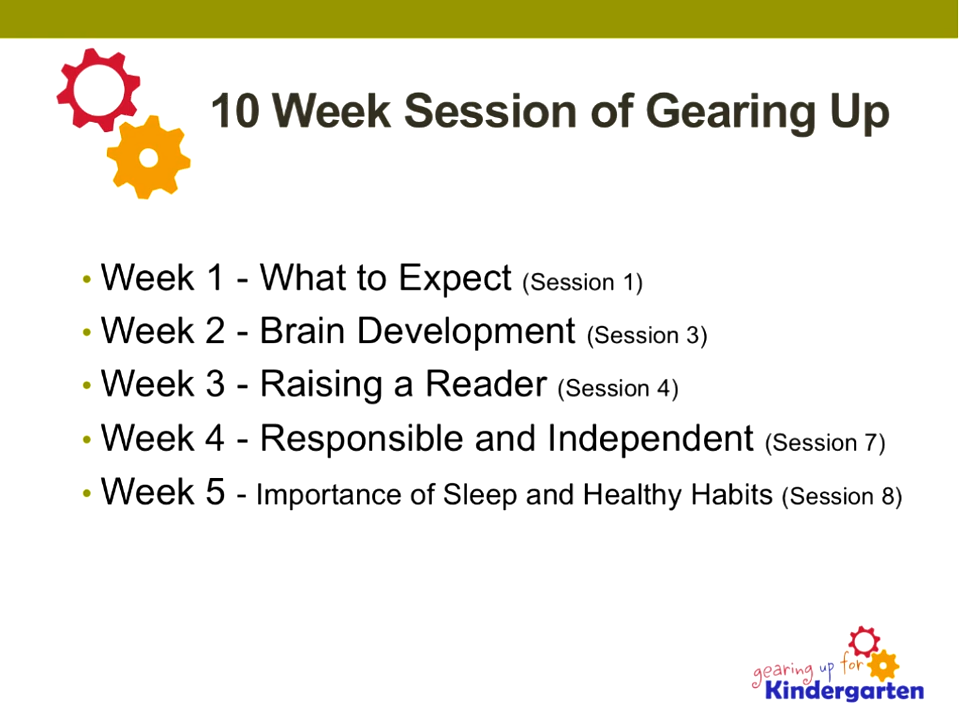 10 Week Session of Gearing Up
• Week 1 - What to Expect (Session 1)
• Week 2 - Brain Development (Session 3)
• Week 3 - Raising a Reader (Session 4)
• Week 4 - Responsible and Independent (Session 7)
• Week 5 - Importance of Sleep and Healthy Habits (Session 8)
gearing up for
Kindergarten